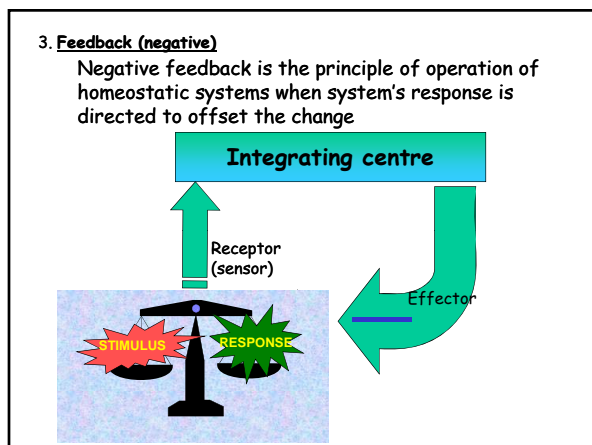 3. Feedback (negative)
Negative feedback is the principle of operation of
homeostatic systems when system's response is
directed to offset the change
Integrating centre
Receptor
(sensor)
Effector
STIMULUS
RESPONSE